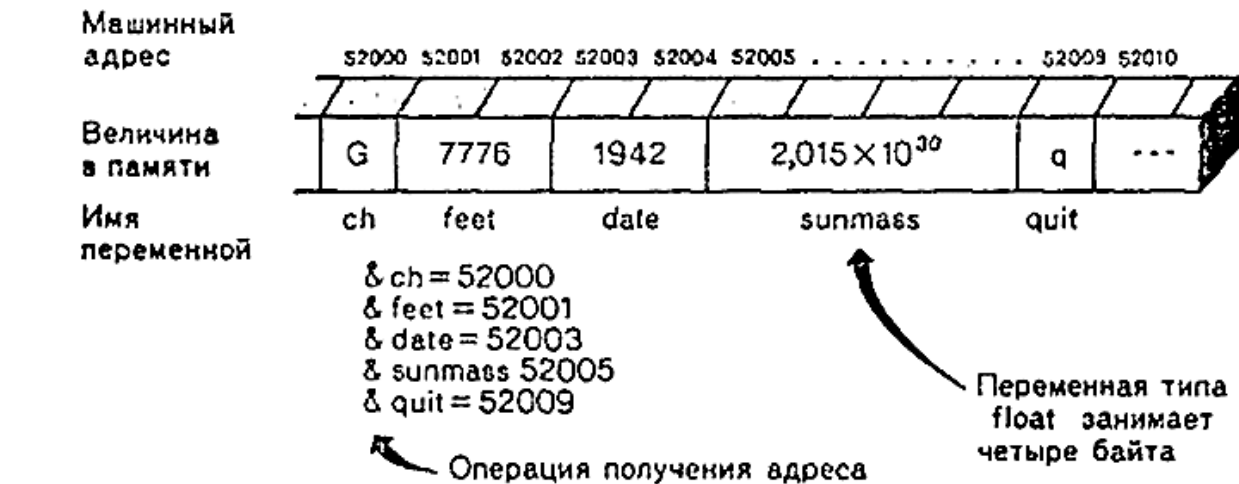 Машинный
адрес
52000 52001 52002 52003 52004 52005 . . . . . . . . . . 52009 52010
Величина
в памяти
G 7776 1942 2,015×10³⁰ q ...
Имя
переменной
ch feet date sunmass quit
& ch = 52000
& feet = 52001
& date = 52003
& sunmass 52005
& quit = 52009
Переменная типа
float занимает
четыре байта
Операция получения адреса